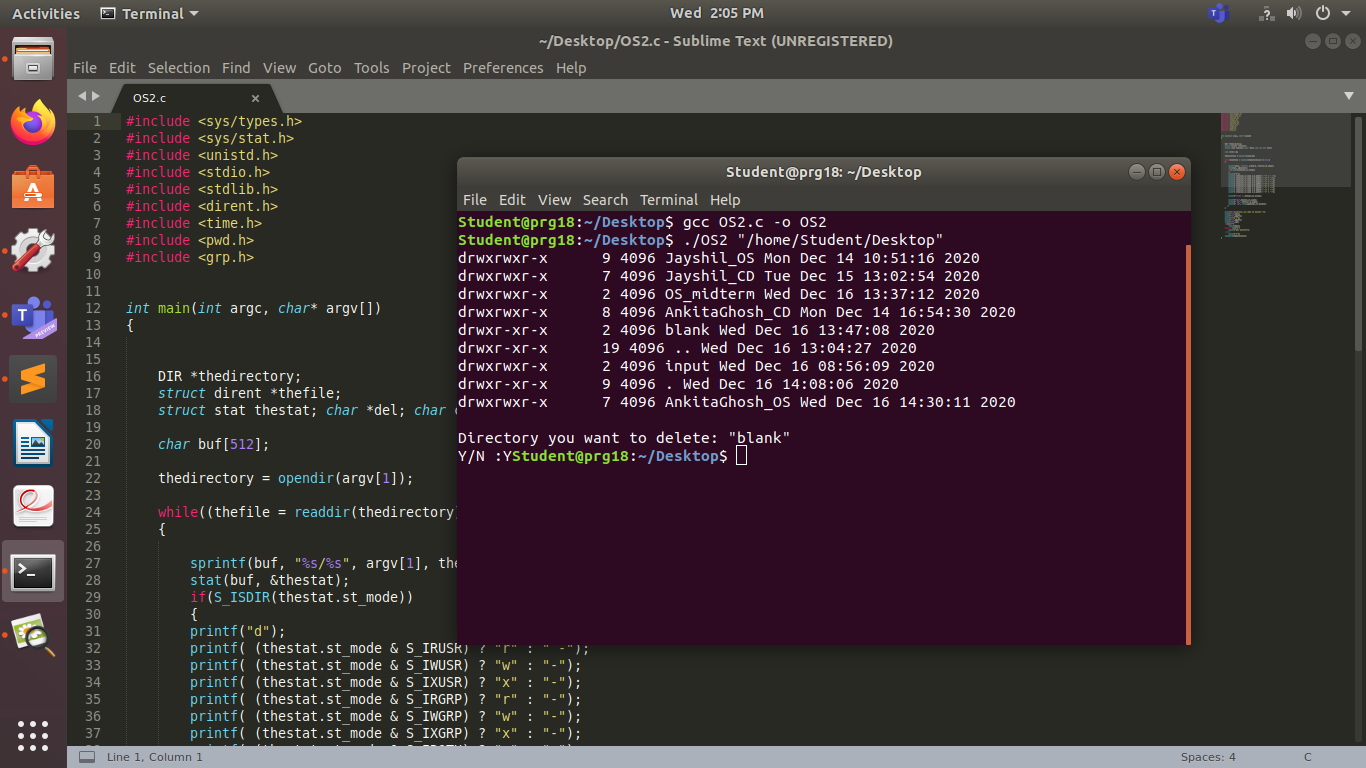 Activities Terminal Wed 2:05 PM
~/Desktop/OS2.c - Sublime Text (UNREGISTERED)
File Edit Selection Find View Goto Tools Project Preferences Help
OS2.c
1 #include <sys/types.h>
2 #include <sys/stat.h>
3 #include <unistd.h>
4 #include <stdio.h>
5 #include <stdlib.h>
6 #include <dirent.h>
7 #include <time.h>
8 #include <pwd.h>
9 #include <grp.h>
10
11
12 int main(int argc, char* argv[])
13 {
14
15
16 DIR *thedirectory;
17 struct dirent *thefile;
18 struct stat thestat; char *del; char
19
20 char buf[512];
21
22 thedirectory = opendir(argv[1]);
23
24 while((thefile = readdir(thedirectory)
25 {
26
27 sprintf(buf, "%s/%s", argv[1], the
28 stat(buf, &thestat);
29 if(S_ISDIR(thestat.st_mode))
30 {
31 printf("d");
32 printf( (thestat.st_mode & S_IRUSR) ? "r" : " -");
33 printf( (thestat.st_mode & S_IWUSR) ? "w" : "-");
34 printf( (thestat.st_mode & S_IXUSR) ? "x" : "-");
35 printf( (thestat.st_mode & S_IRGRP) ? "r" : "-");
36 printf( (thestat.st_mode & S_IWGRP) ? "w" : "-");
37 printf( (thestat.st_mode & S_IXGRP) ? "x" : "-");
Student@prg18: ~/Desktop
File Edit View Search Terminal Help
Student@prg18:~/Desktop$ gcc OS2.c -o OS2
Student@prg18:~/Desktop$ ./OS2 "/home/Student/Desktop"
drwxrwxr-x 9 4096 Jayshil_OS Mon Dec 14 10:51:16 2020
drwxrwxr-x 7 4096 Jayshil_CD Tue Dec 15 13:02:54 2020
drwxrwxr-x 2 4096 OS_midterm Wed Dec 16 13:37:12 2020
drwxrwxr-x 8 4096 AnkitaGhosh_CD Mon Dec 14 16:54:30 2020
drwxr-xr-x 2 4096 blank Wed Dec 16 13:47:08 2020
drwxr-xr-x 19 4096 .. Wed Dec 16 13:04:27 2020
drwxrwxr-x 2 4096 input Wed Dec 16 08:56:09 2020
drwxr-xr-x 9 4096 . Wed Dec 16 14:08:06 2020
drwxrwxr-x 7 4096 AnkitaGhosh_OS Wed Dec 16 14:30:11 2020
Directory you want to delete: "blank"
Y/N :YStudent@prg18:~/Desktop$
PREVIEW
Line 1, Column 1 Spaces: 4 C